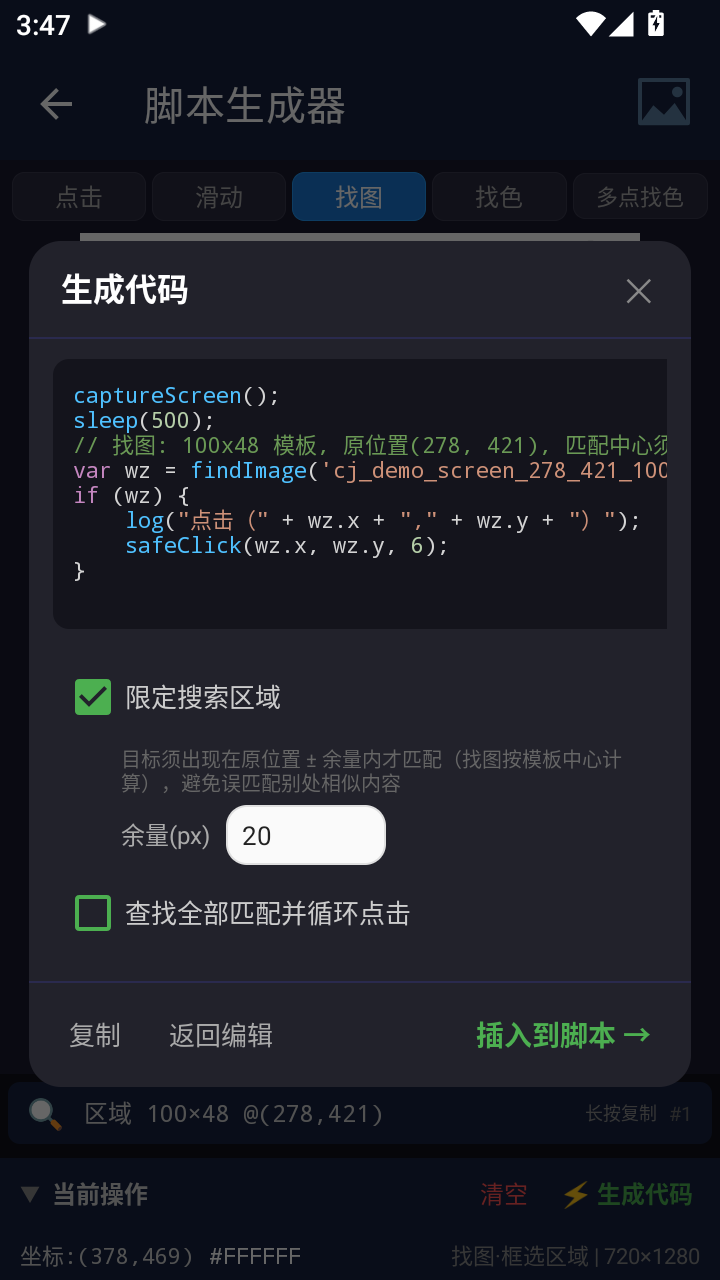 3:47
脚本生成器
点击 滑动 找图 找色 多点找色
生成代码
captureScreen();
sleep(500);
// 找图: 100x48 模板, 原位置(278, 421), 匹配中心须
var wz = findImage('cj_demo_screen_278_421_100
if (wz) {
    log("点击（" + wz.x + "," + wz.y + "）");
    safeClick(wz.x, wz.y, 6);
}
限定搜索区域
目标须出现在原位置 ± 余量内才匹配（找图按模板中心计
算），避免误匹配别处相似内容
余量(px) 20
查找全部匹配并循环点击
复制 返回编辑 插入到脚本 →
区域 100×48 @(278,421) 长按复制 #1
▼ 当前操作 清空 ⚡ 生成代码
坐标:(378,469) #FFFFFF 找图·框选区域 | 720×1280